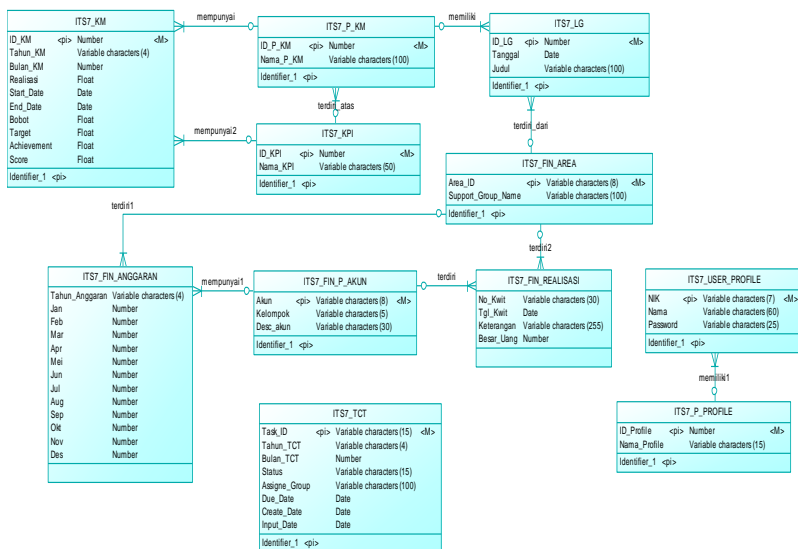 ITS7_KM
ID_KM <pi> Number <M>
Tahun_KM Variable characters (4)
Bulan_KM Number
Realisasi Float
Start_Date Date
End_Date Date
Bobot Float
Target Float
Achievement Float
Score Float
Identifier_1 <pi>
mempunyai
ITS7_P_KM
ID_P_KM <pi> Number <M>
Nama_P_KM Variable characters (100)
Identifier_1 <pi>
memiliki
ITS7_LG
ID_LG <pi> Number <M>
Tanggal Date
Judul Variable characters (100)
Identifier_1 <pi>
terdiri_atas
mempunyai2
ITS7_KPI
ID_KPI <pi> Number <M>
Nama_KPI Variable characters (50)
Identifier_1 <pi>
terdiri_dari
ITS7_FIN_AREA
Area_ID <pi> Variable characters (8) <M>
Support_Group_Name Variable characters (100)
Identifier_1 <pi>
terdiri1
terdiri2
ITS7_FIN_ANGGARAN
Tahun_Anggaran Variable characters (4)
Jan Number
Feb Number
Mar Number
Apr Number
Mei Number
Jun Number
Jul Number
Aug Number
Sep Number
Okt Number
Nov Number
Des Number
mempunyai1
ITS7_FIN_P_AKUN
Akun <pi> Variable characters (8) <M>
Kelompok Variable characters (5)
Desc_akun Variable characters (30)
Identifier_1 <pi>
terdiri
ITS7_FIN_REALISASI
No_Kwit Variable characters (30)
Tgl_Kwit Date
Keterangan Variable characters (255)
Besar_Uang Number
ITS7_USER_PROFILE
NIK <pi> Variable characters (7) <M>
Nama Variable characters (60)
Password Variable characters (25)
Identifier_1 <pi>
memiliki1
ITS7_P_PROFILE
ID_Profile <pi> Number <M>
Nama_Profile Variable characters (15)
Identifier_1 <pi>
ITS7_TCT
Task_ID <pi> Variable characters (15) <M>
Tahun_TCT Variable characters (4)
Bulan_TCT Number
Status Variable characters (15)
Assigne_Group Variable characters (100)
Due_Date Date
Create_Date Date
Input_Date Date
Identifier_1 <pi>